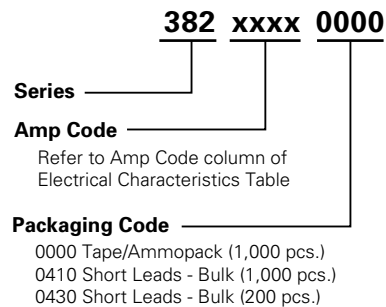 382 xxxx 0000
Series
Amp Code
Refer to Amp Code column of
Electrical Characteristics Table
Packaging Code
0000 Tape/Ammopack (1,000 pcs.)
0410 Short Leads - Bulk (1,000 pcs.)
0430 Short Leads - Bulk (200 pcs.)